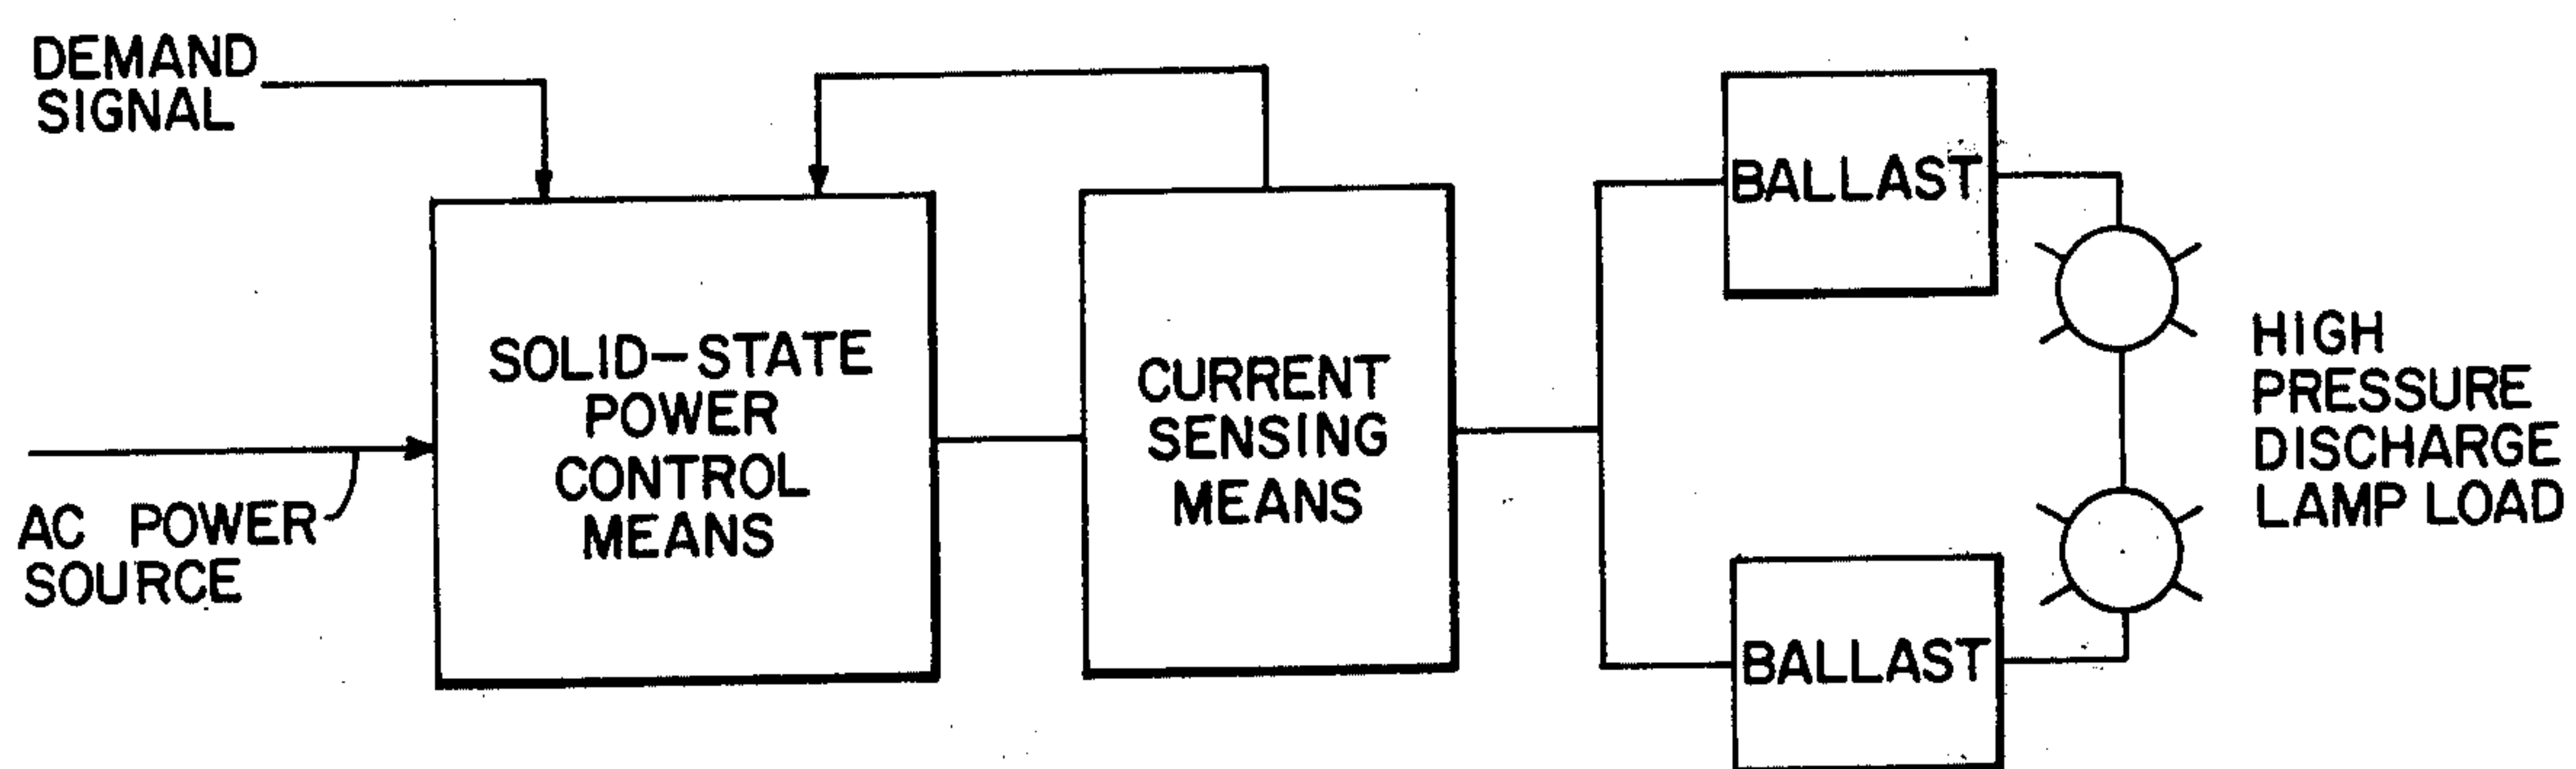 DEMAND
SIGNAL
AC POWER
SOURCE
SOLID-STATE
POWER
CONTROL
MEANS
CURRENT
SENSING
MEANS
BALLAST
BALLAST
HIGH
PRESSURE
DISCHARGE
LAMP LOAD